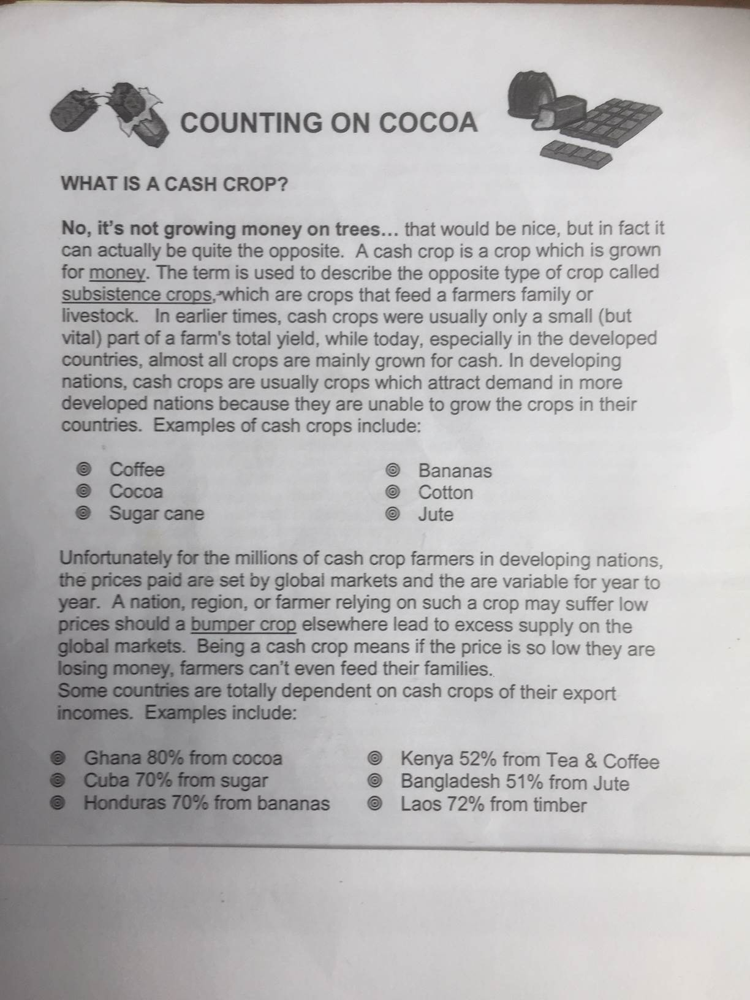 COUNTING ON COCOA
WHAT IS A CASH CROP?
No, it's not growing money on trees... that would be nice, but in fact it
can actually be quite the opposite. A cash crop is a crop which is grown
for money. The term is used to describe the opposite type of crop called
subsistence crops, which are crops that feed a farmers family or
livestock. In earlier times, cash crops were usually only a small (but
vital) part of a farm's total yield, while today, especially in the developed
countries, almost all crops are mainly grown for cash. In developing
nations, cash crops are usually crops which attract demand in more
developed nations because they are unable to grow the crops in their
countries. Examples of cash crops include:
Coffee
Cocoa
Sugar cane
Bananas
Cotton
Jute
Unfortunately for the millions of cash crop farmers in developing nations,
the prices paid are set by global markets and the are variable for year to
year. A nation, region, or farmer relying on such a crop may suffer low
prices should a bumper crop elsewhere lead to excess supply on the
global markets. Being a cash crop means if the price is so low they are
losing money, farmers can't even feed their families.
Some countries are totally dependent on cash crops of their export
incomes. Examples include:
Ghana 80% from cocoa
Cuba 70% from sugar
Honduras 70% from bananas
Kenya 52% from Tea & Coffee
Bangladesh 51% from Jute
Laos 72% from timber